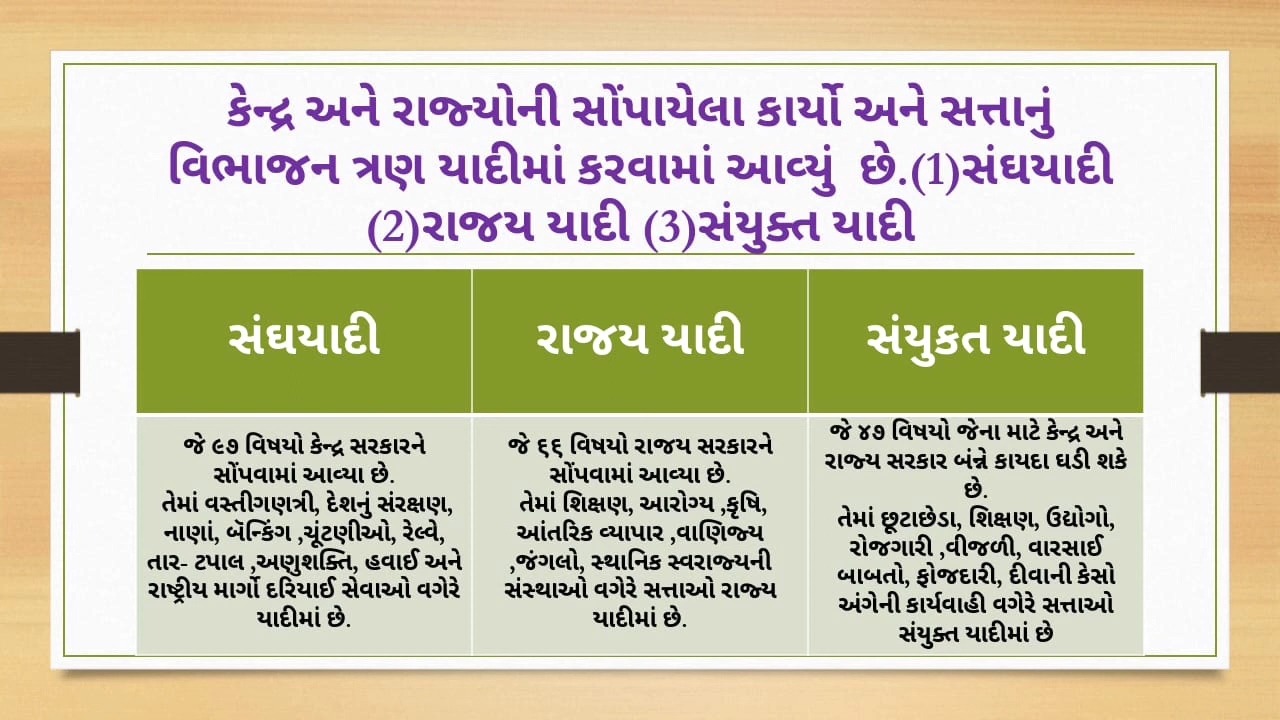 કેન્દ્ર અને રાજ્યોની સોંપાયેલા કાર્યો અને સત્તાનું
વિભાજન ત્રણ યાદીમાં કરવામાં આવ્યું છે.(1)સંઘયાદી
(2)રાજય યાદી (3)સંયુક્ત યાદી
સંઘયાદી
રાજય યાદી
સંયુકત યાદી
જે ૯૭ વિષયો કેન્દ્ર સરકારને
સોંપવામાં આવ્યા છે.
તેમાં વસ્તીગણત્રી, દેશનું સંરક્ષણ,
નાણાં, બૅન્કિંગ ,ચૂંટણીઓ, રેલ્વે,
તાર- ટપાલ ,અણુશક્તિ, હવાઈ અને
રાષ્ટ્રીય માર્ગો દરિયાઈ સેવાઓ વગેરે
યાદીમાં છે.
જે ૬૬ વિષયો રાજય સરકારને
સોંપવામાં આવ્યા છે.
તેમાં શિક્ષણ, આરોગ્ય ,કૃષિ,
આંતરિક વ્યાપાર ,વાણિજ્ય
,જંગલો, સ્થાનિક સ્વરાજ્યની
સંસ્થાઓ વગેરે સત્તાઓ રાજ્ય
યાદીમાં છે.
જે ૪૭ વિષયો જેના માટે કેન્દ્ર અને
રાજ્ય સરકાર બંન્ને કાયદા ઘડી શકે
છે.
તેમાં છૂટાછેડા, શિક્ષણ, ઉદ્યોગો,
રોજગારી ,વીજળી, વારસાઈ
બાબતો, ફોજદારી, દીવાની કેસો
અંગેની કાર્યવાહી વગેરે સત્તાઓ
સંયુક્ત યાદીમાં છે